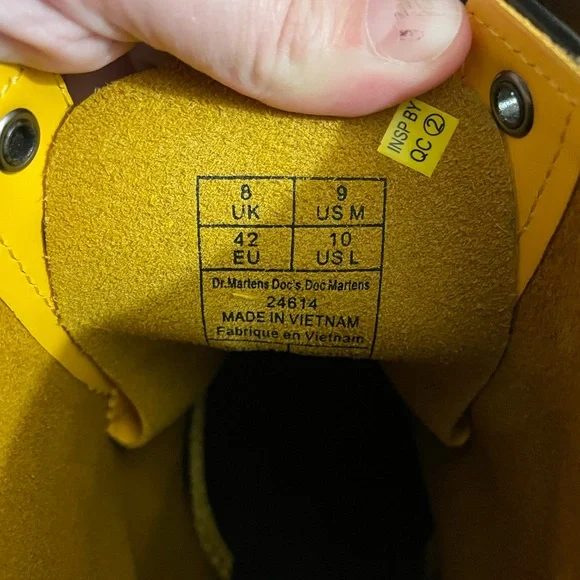 INSP BY
QC 2
8 UK
9 US M
42 EU
10 US L
Dr.Martens Doc's, Doc Martens
24614
MADE IN VIETNAM
Fabriqué en Vietnam